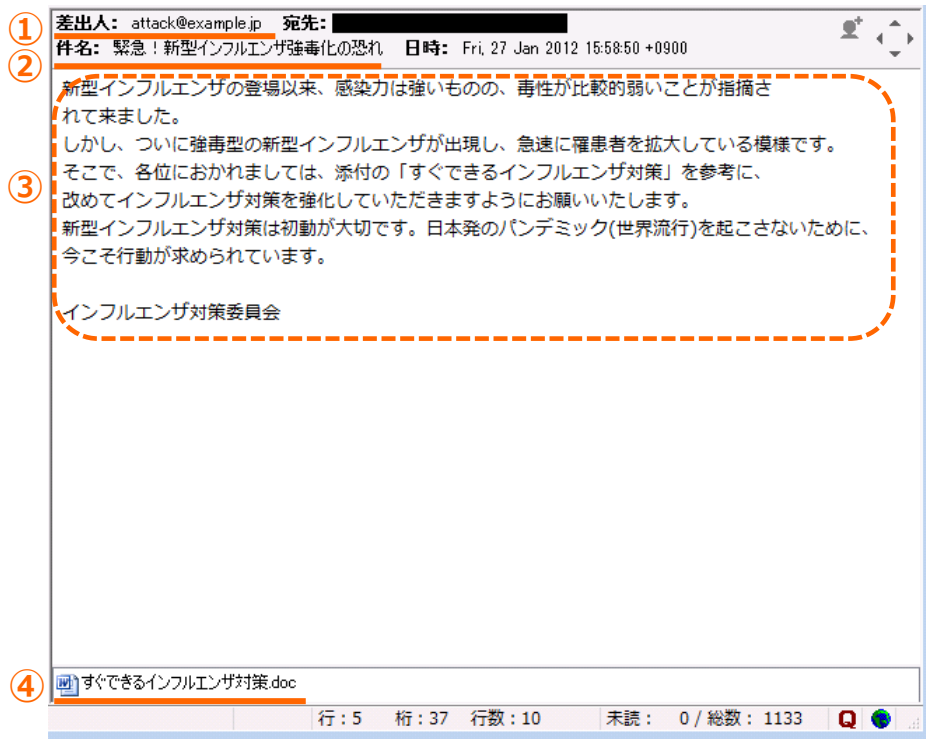 ① 差出人： attack@example.jp 宛先：
② 件名： 緊急！新型インフルエンザ強毒化の恐れ 日時： Fri, 27 Jan 2012 15:58:50 +0900
新型インフルエンザの登場以来、感染力は強いものの、毒性が比較的弱いことが指摘さ
れて来ました。
しかし、ついに強毒型の新型インフルエンザが出現し、急速に罹患者を拡大している模様です。
③ そこで、各位におかれましては、添付の「すぐできるインフルエンザ対策」を参考に、
改めてインフルエンザ対策を強化していただきますようにお願いいたします。
新型インフルエンザ対策は初動が大切です。日本発のパンデミック(世界流行)を起こさないために、
今こそ行動が求められています。
インフルエンザ対策委員会
④ すぐできるインフルエンザ対策.doc
行：5 桁：37 行数：10 未読： 0 / 総数： 1133 Q